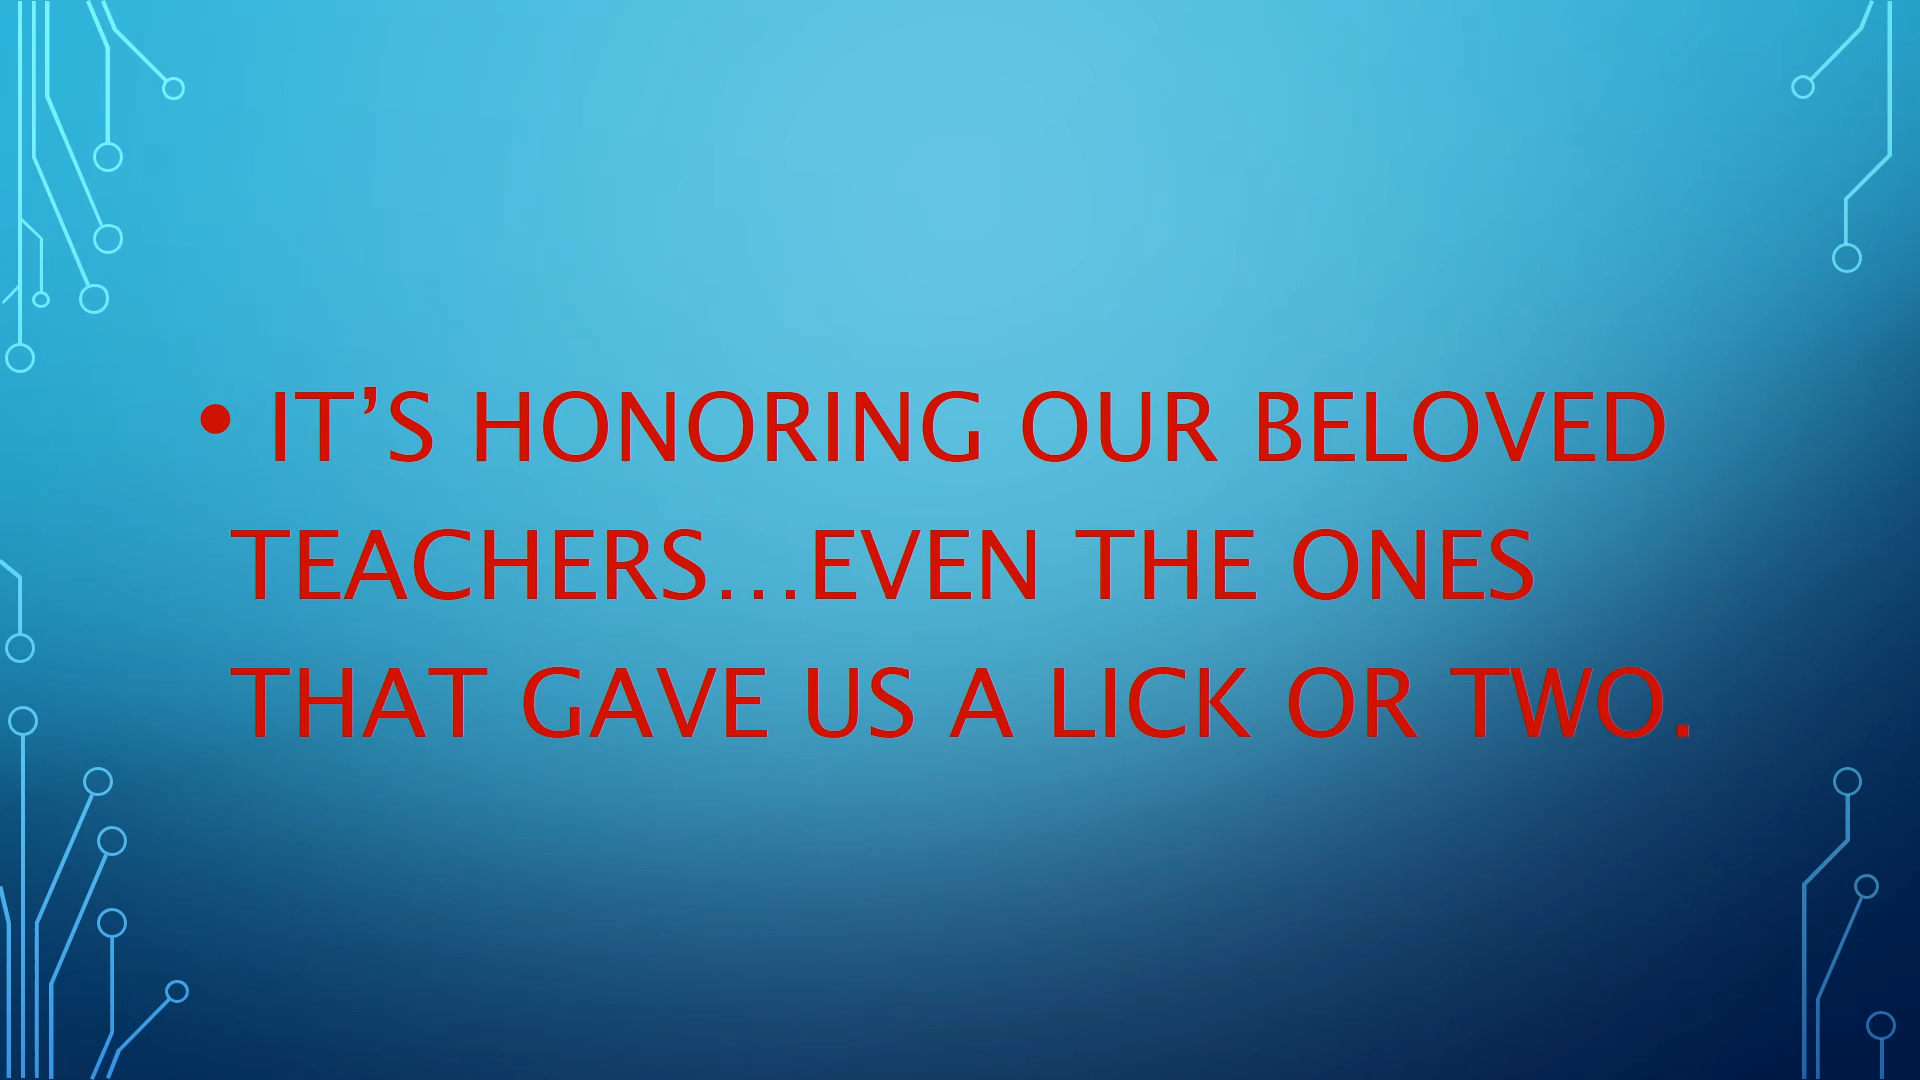 • IT’S HONORING OUR BELOVED
TEACHERS…EVEN THE ONES
THAT GAVE US A LICK OR TWO.